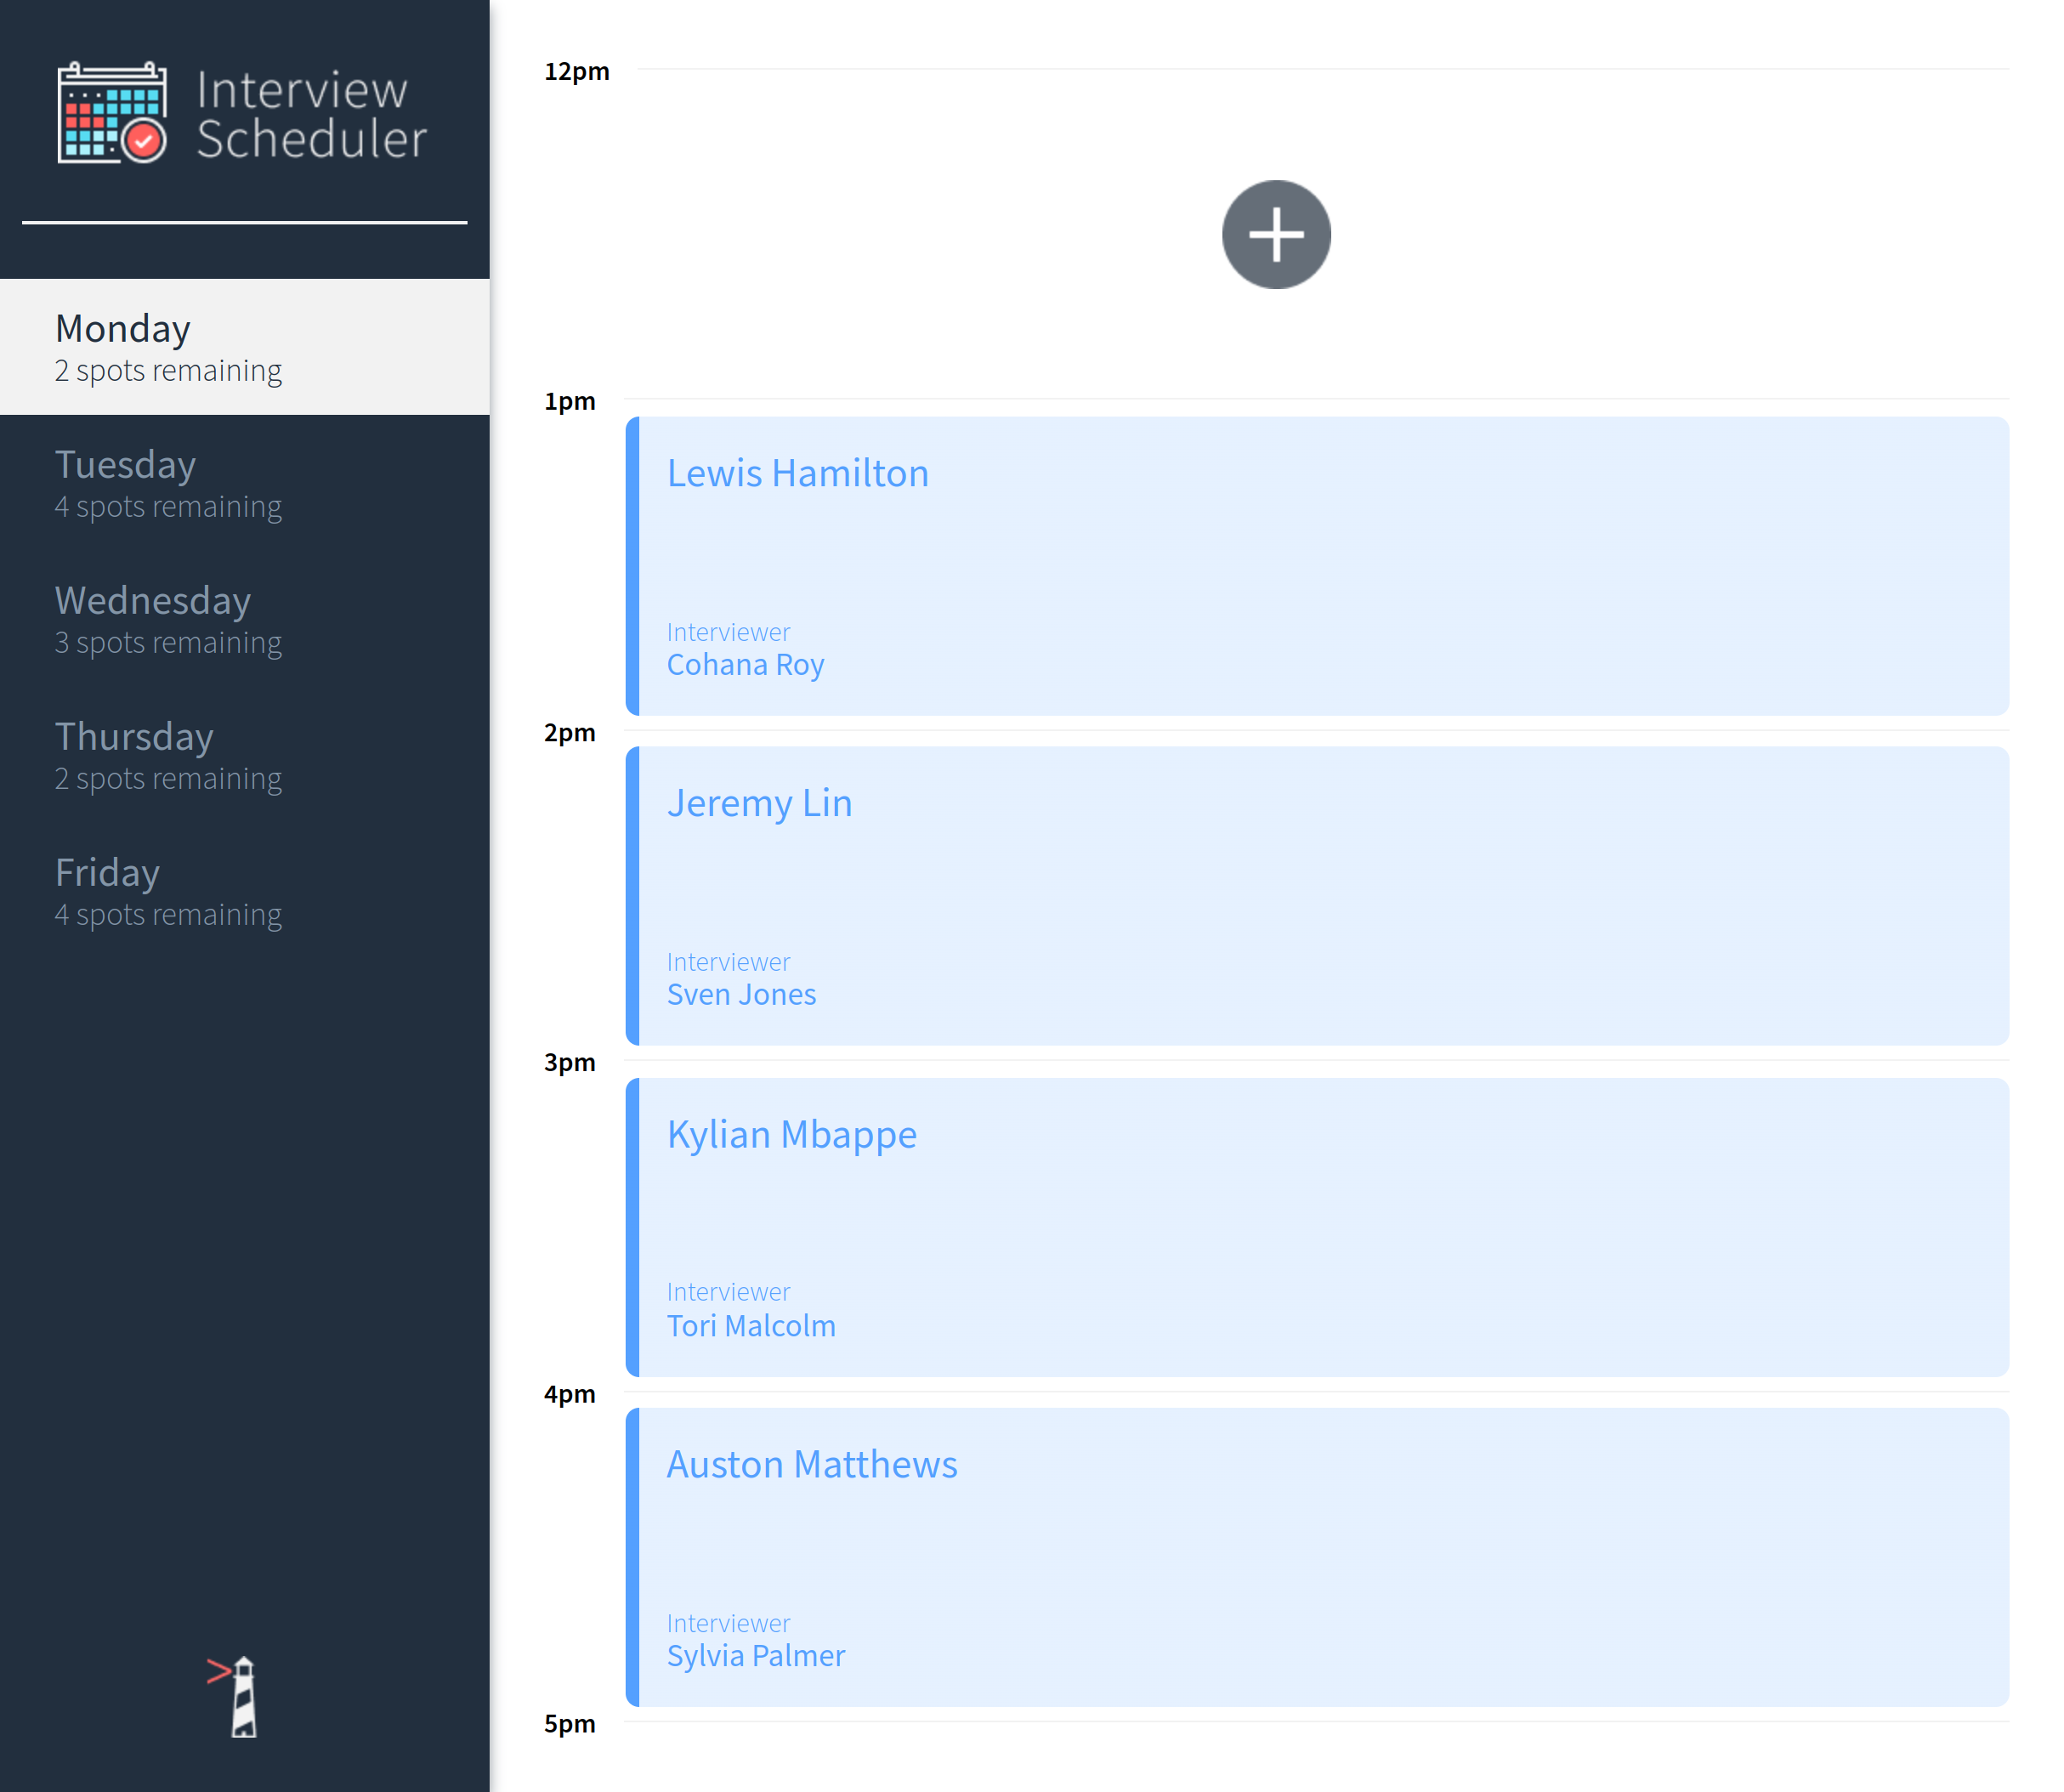 Interview
Scheduler
Monday
2 spots remaining
Tuesday
4 spots remaining
Wednesday
3 spots remaining
Thursday
2 spots remaining
Friday
4 spots remaining
12pm
1pm
Lewis Hamilton
Interviewer
Cohana Roy
2pm
Jeremy Lin
Interviewer
Sven Jones
3pm
Kylian Mbappe
Interviewer
Tori Malcolm
4pm
Auston Matthews
Interviewer
Sylvia Palmer
5pm